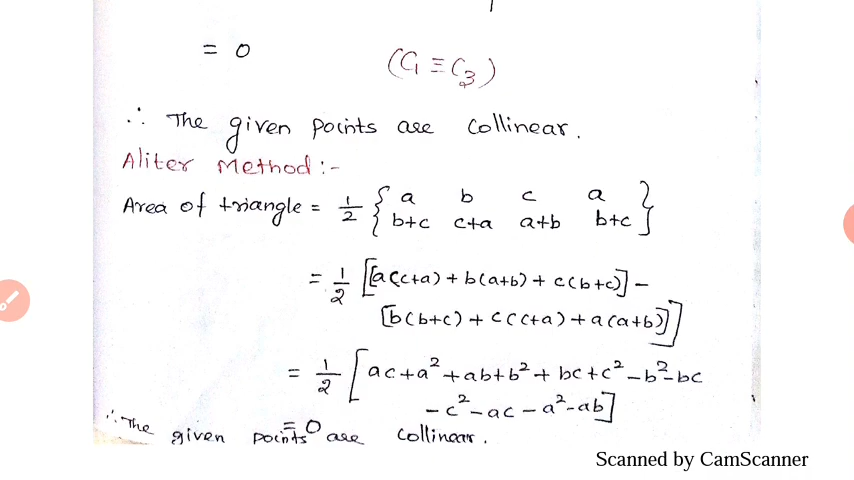 = 0 (C₁ ≡ C₃)
∴ The given points are collinear.
Aliter Method :-
Area of triangle = 1/2 { a b c a
b+c c+a a+b b+c }
= 1/2 [[a(c+a) + b(a+b) + c(b+c)] -
[b(b+c) + c(c+a) + a(a+b)]]
= 1/2 [ac + a² + ab + b² + bc + c² - b² - bc
- c² - ac - a² - ab]
= 0
∴ The given points are collinear.
Scanned by CamScanner